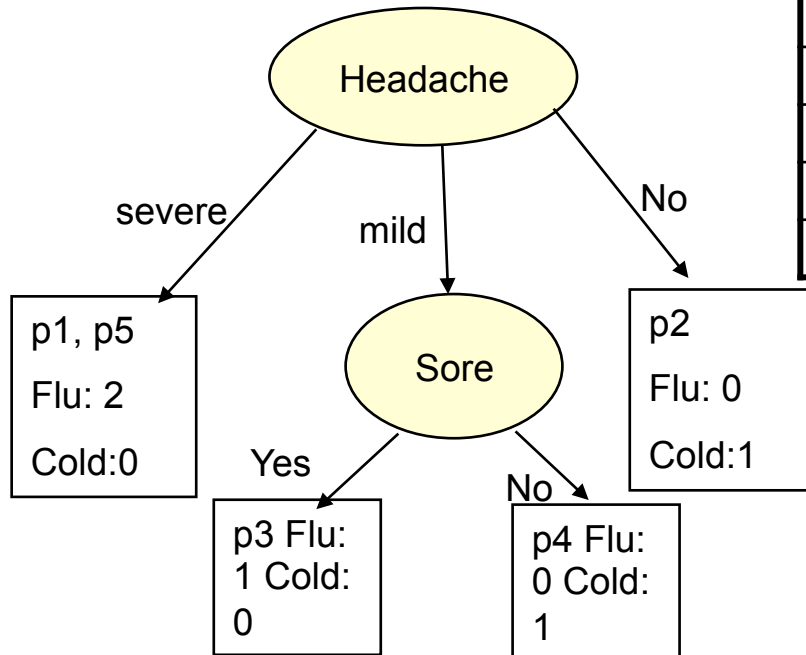 Headache
severe
mild
No
p1, p5
Flu: 2
Cold:0
Sore
p2
Flu: 0
Cold:1
Yes
No
p3 Flu:
1 Cold:
0
p4 Flu:
0 Cold:
1